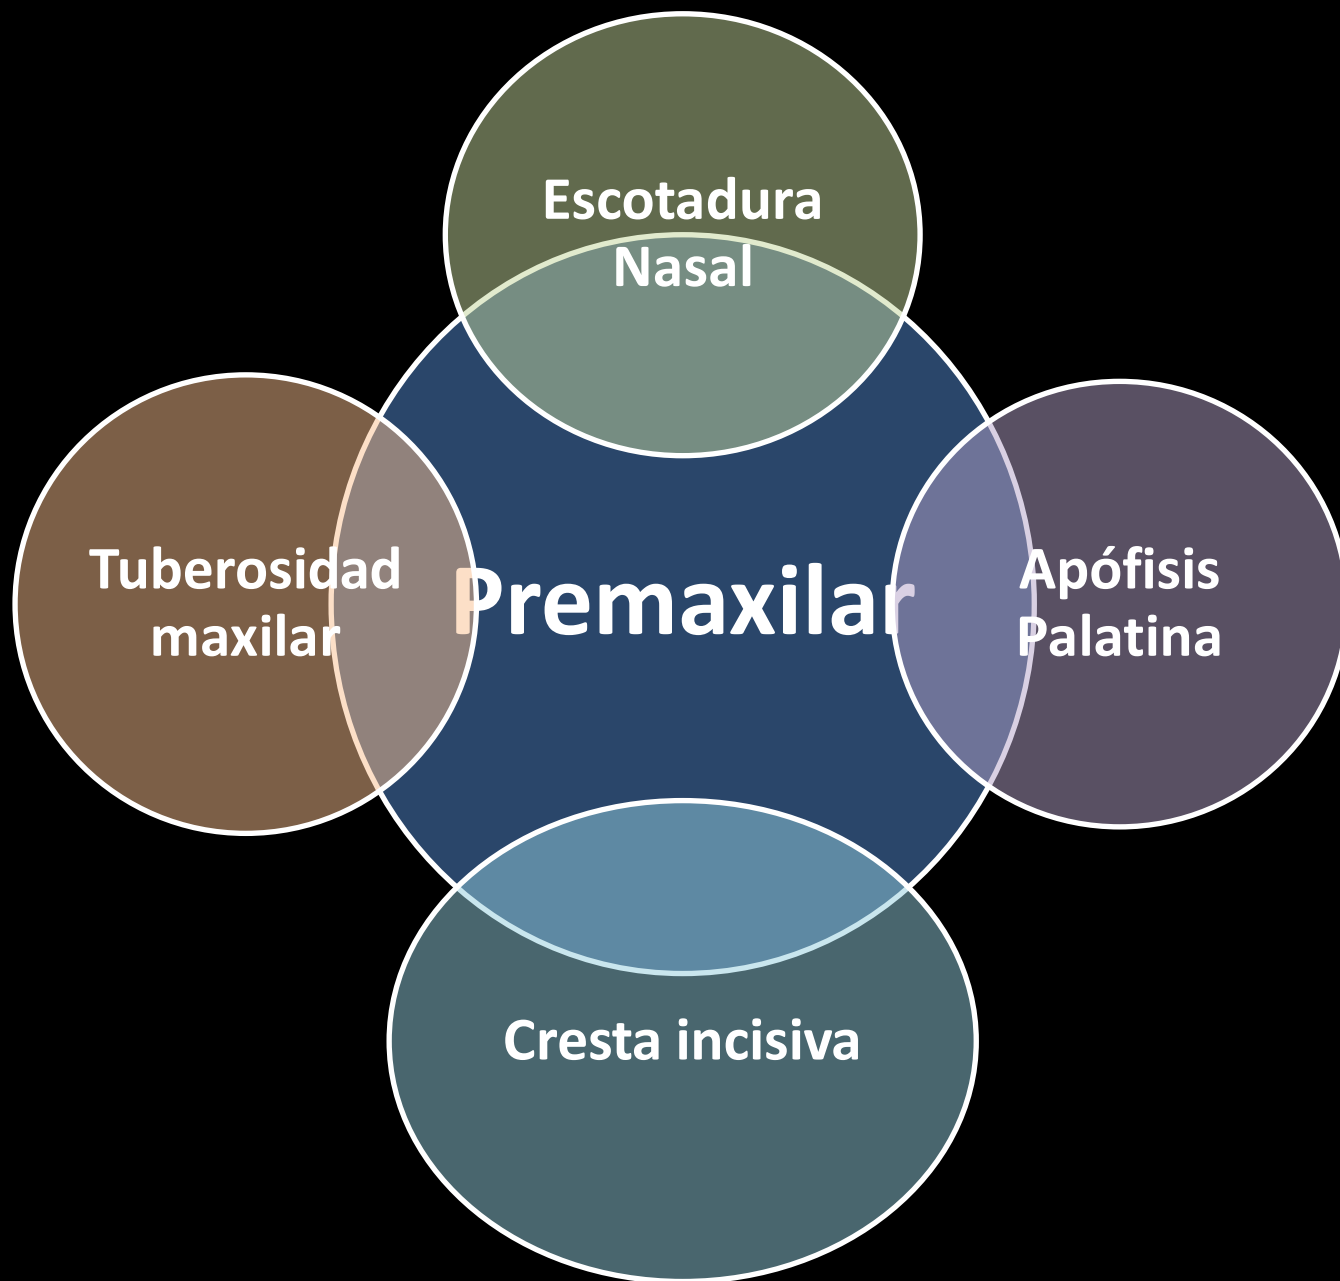 Escotadura
Nasal
Tuberosidad
maxilar
Premaxilar
Apófisis
Palatina
Cresta incisiva